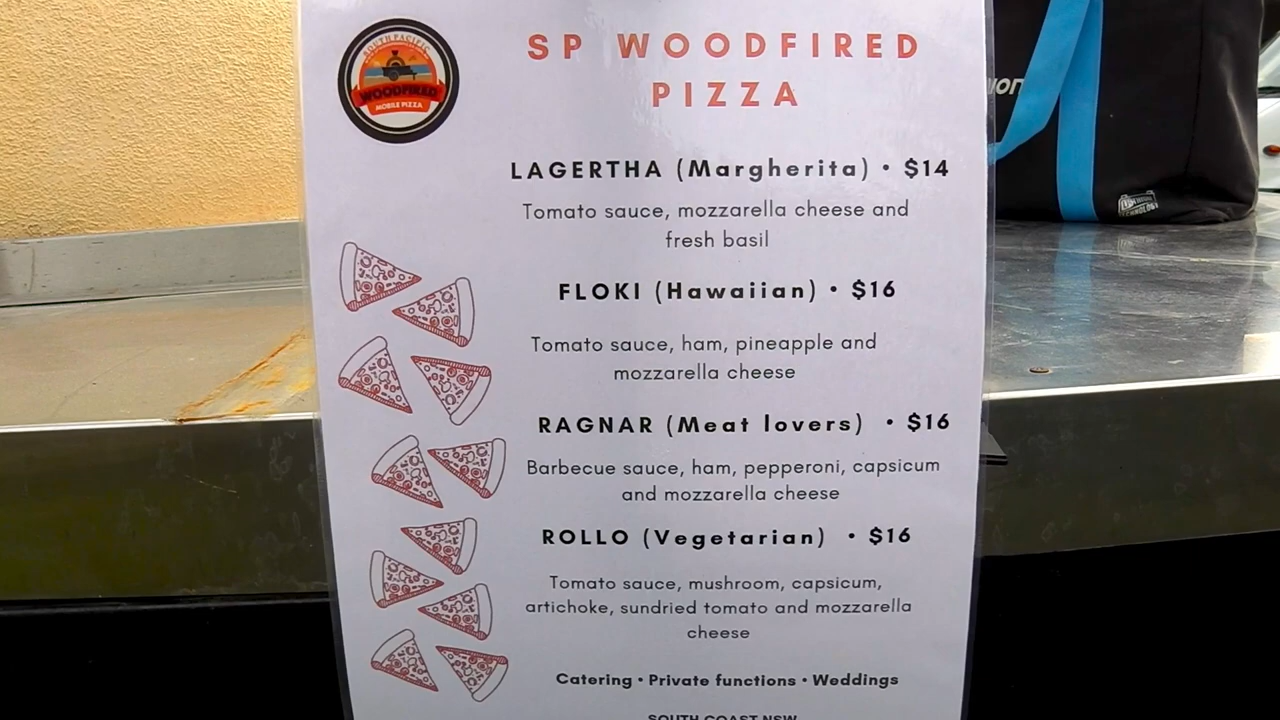 SOUTH PACIFIC
WOODFIRED
MOBILE PIZZA
SP WOODFIRED
PIZZA
LAGERTHA (Margherita) • $14
Tomato sauce, mozzarella cheese and
fresh basil
FLOKI (Hawaiian) • $16
Tomato sauce, ham, pineapple and
mozzarella cheese
RAGNAR (Meat lovers) • $16
Barbecue sauce, ham, pepperoni, capsicum
and mozzarella cheese
ROLLO (Vegetarian) • $16
Tomato sauce, mushroom, capsicum,
artichoke, sundried tomato and mozzarella
cheese
Catering • Private functions • Weddings
SOUTH COAST NSW